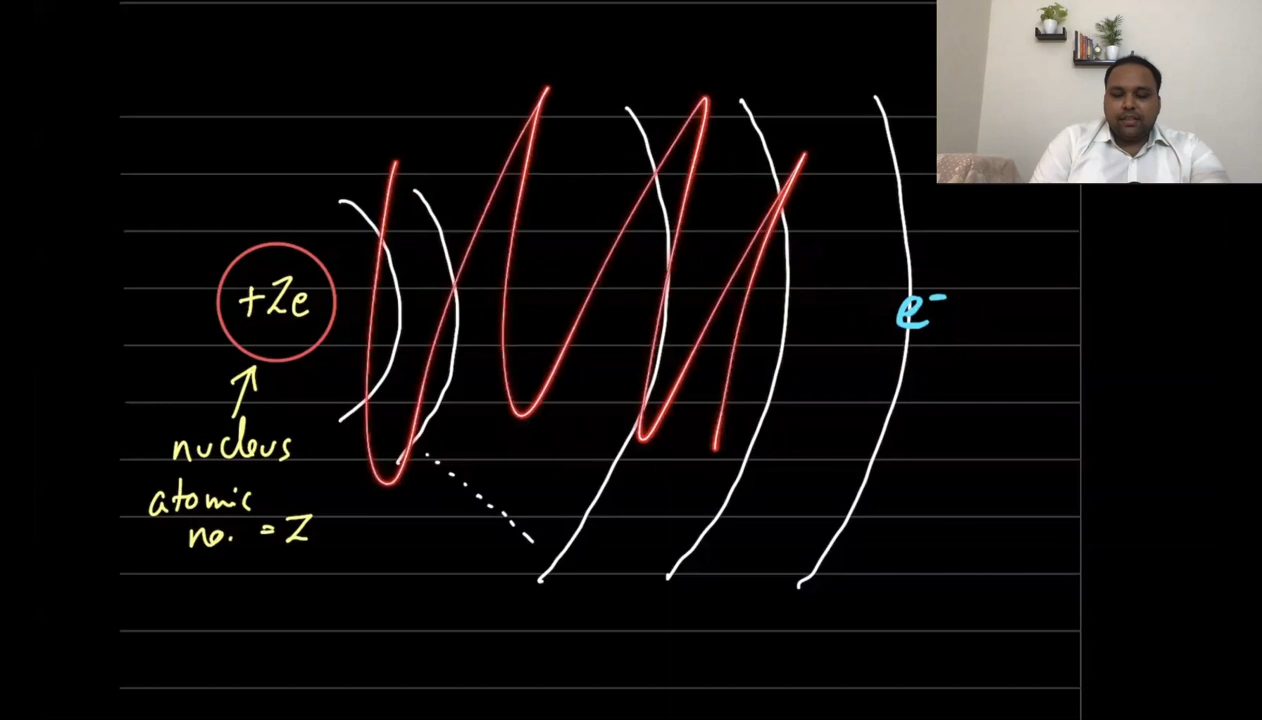 +Ze
e⁻
nucleus
atomic
no. = Z